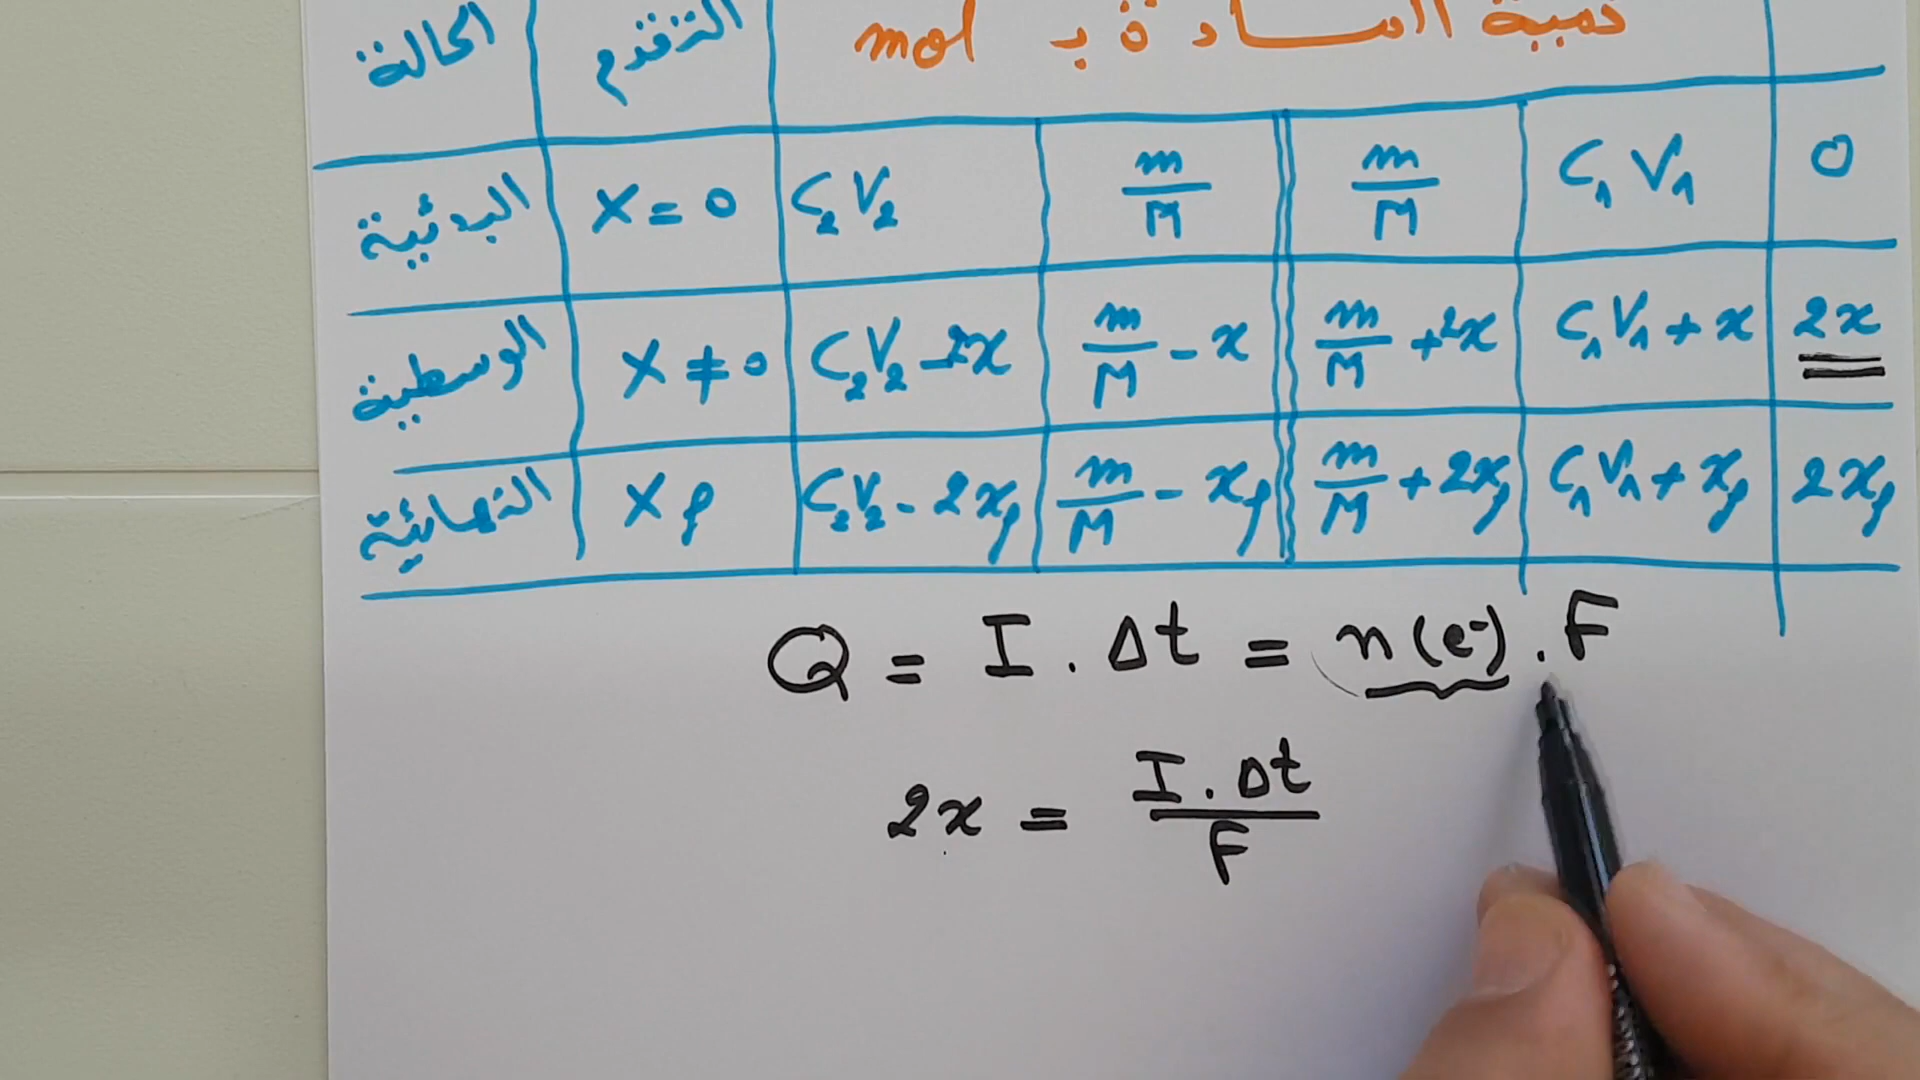 الحالة التقدم كمية المادة بـ mol
البدئية x = 0 C₂V₂ m/M m/M C₁V₁ 0
الوسطية x ≠ 0 C₂V₂ - 2x m/M - x m/M + 2x C₁V₁ + x 2x
النهائية xf C₂V₂ - 2xf m/M - xf m/M + 2xf C₁V₁ + xf 2xf
Q = I . Δt = n(e⁻) . F
2x = I . Δt / F